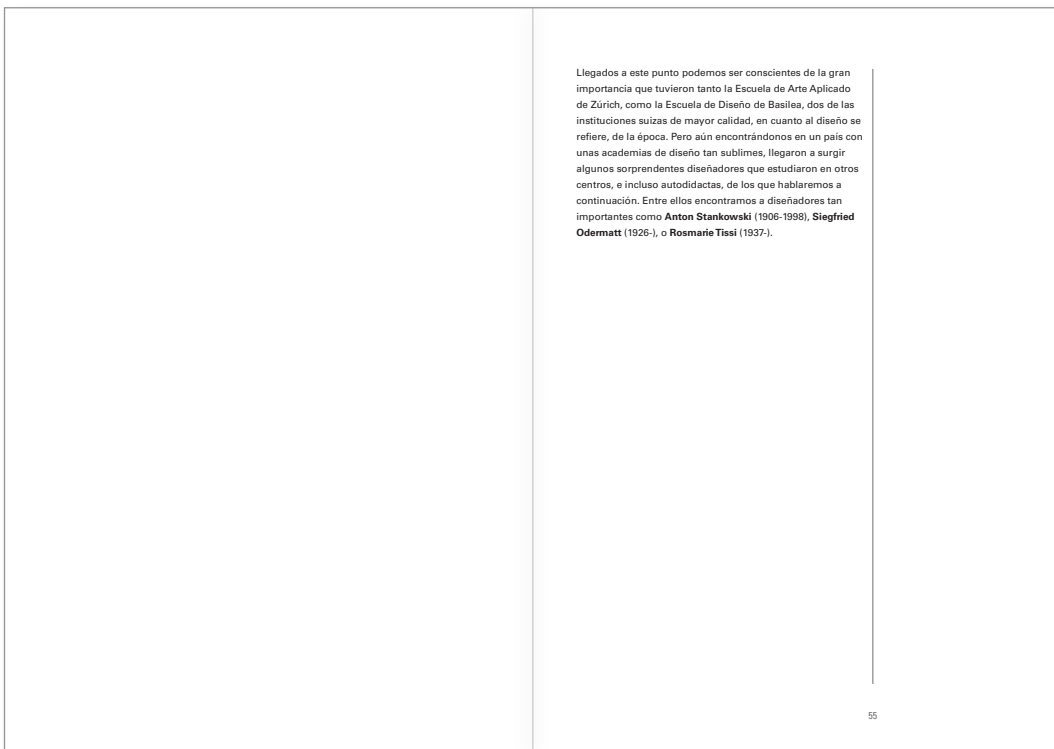 Llegados a este punto podemos ser conscientes de la gran
importancia que tuvieron tanto la Escuela de Arte Aplicado
de Zúrich, como la Escuela de Diseño de Basilea, dos de las
instituciones suizas de mayor calidad, en cuanto al diseño se
refiere, de la época. Pero aún encontrándonos en un país con
unas academias de diseño tan sublimes, llegaron a surgir
algunos sorprendentes diseñadores que estudiaron en otros
centros, e incluso autodidactas, de los que hablaremos a
continuación. Entre ellos encontramos a diseñadores tan
importantes como Anton Stankowski (1906-1998), Siegfried
Odermatt (1926-), o Rosmarie Tissi (1937-).
55